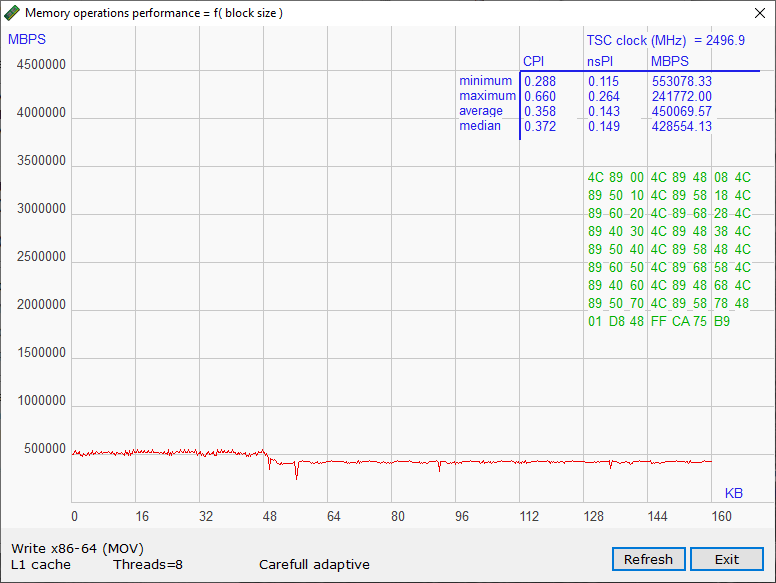 Memory operations performance = f( block size )
MBPS
TSC clock (MHz) = 2496.9
CPI nsPI MBPS
minimum 0.288 0.115 553078.33
maximum 0.660 0.264 241772.00
average 0.358 0.143 450069.57
median 0.372 0.149 428554.13
4500000
4000000
3500000
3000000
2500000
2000000
1500000
1000000
500000
4C 89 00 4C 89 48 08 4C
89 50 10 4C 89 58 18 4C
89 60 20 4C 89 68 28 4C
89 40 30 4C 89 48 38 4C
89 50 40 4C 89 58 48 4C
89 60 50 4C 89 68 58 4C
89 40 60 4C 89 48 68 4C
89 50 70 4C 89 58 78 48
01 D8 48 FF CA 75 B9
KB
0 16 32 48 64 80 96 112 128 144 160
Write x86-64 (MOV)
L1 cache Threads=8 Carefull adaptive
Refresh Exit